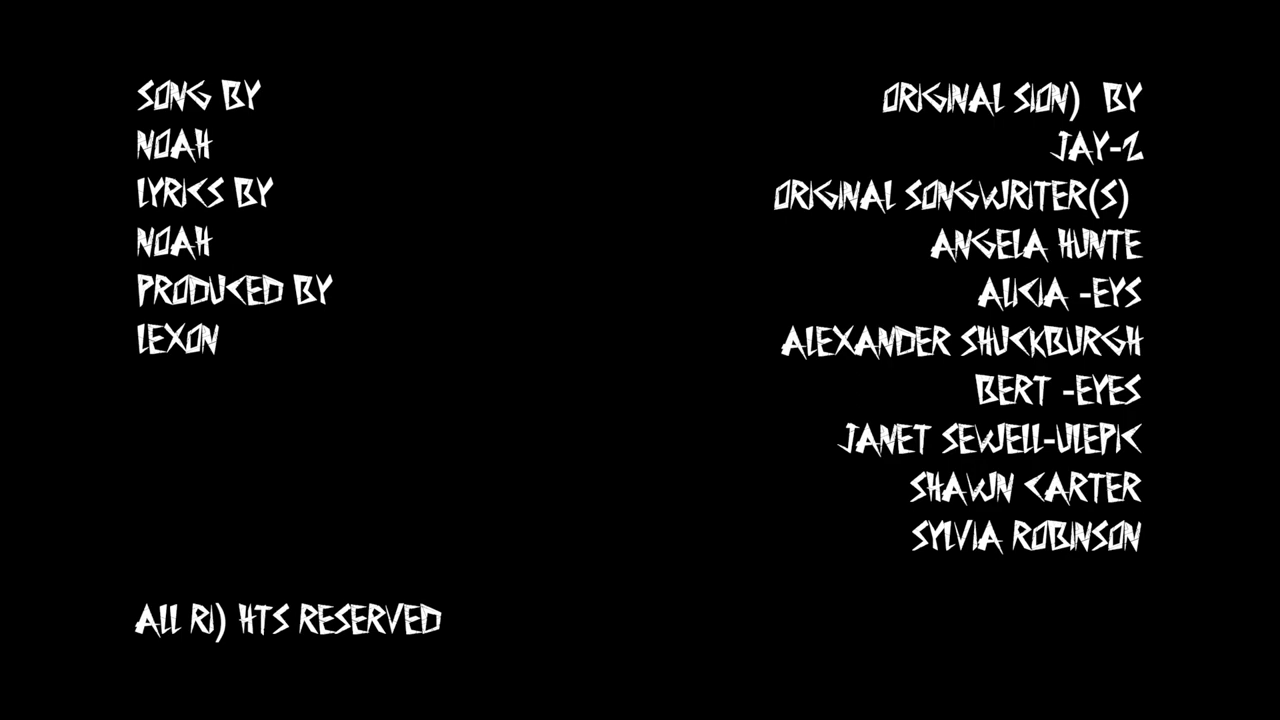 SONG BY
NOAH
LYRICS BY
NOAH
PRODUCED BY
LEXON
ORIGINAL SION) BY
JAY-Z
ORIGINAL SONGWRITER(S)
ANGELA HUNTE
ALICIA -EYS
ALEXANDER SHUCKBURGH
BERT -EYES
JANET SEWELL-ULEPIC
SHAWN CARTER
SYLVIA ROBINSON
ALL RI) HTS RESERVED